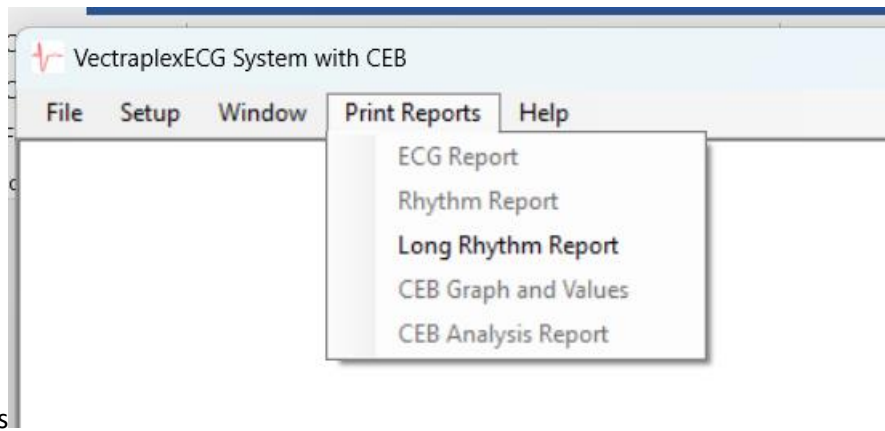 VectraplexECG System with CEB
File Setup Window Print Reports Help
ECG Report
Rhythm Report
Long Rhythm Report
CEB Graph and Values
CEB Analysis Report
s